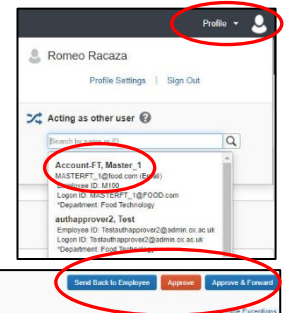 Profile
Romeo Racaza
Profile Settings | Sign Out
Acting as other user
Search by name or ID
Account-FT, Master_1
MASTERFT_1@food.com (Email)
Employee ID: M100
Logon ID: MASTERFT_1@FOOD.com
*Department: Food Technology
authapprover2, Test
Employee ID: Testauthapprover2@admin.ox.ac.uk
Logon ID: Testauthapprover2@admin.ox.ac.uk
*Department: Food Technology
Send Back to Employee Approve Approve & Forward
Exceptions